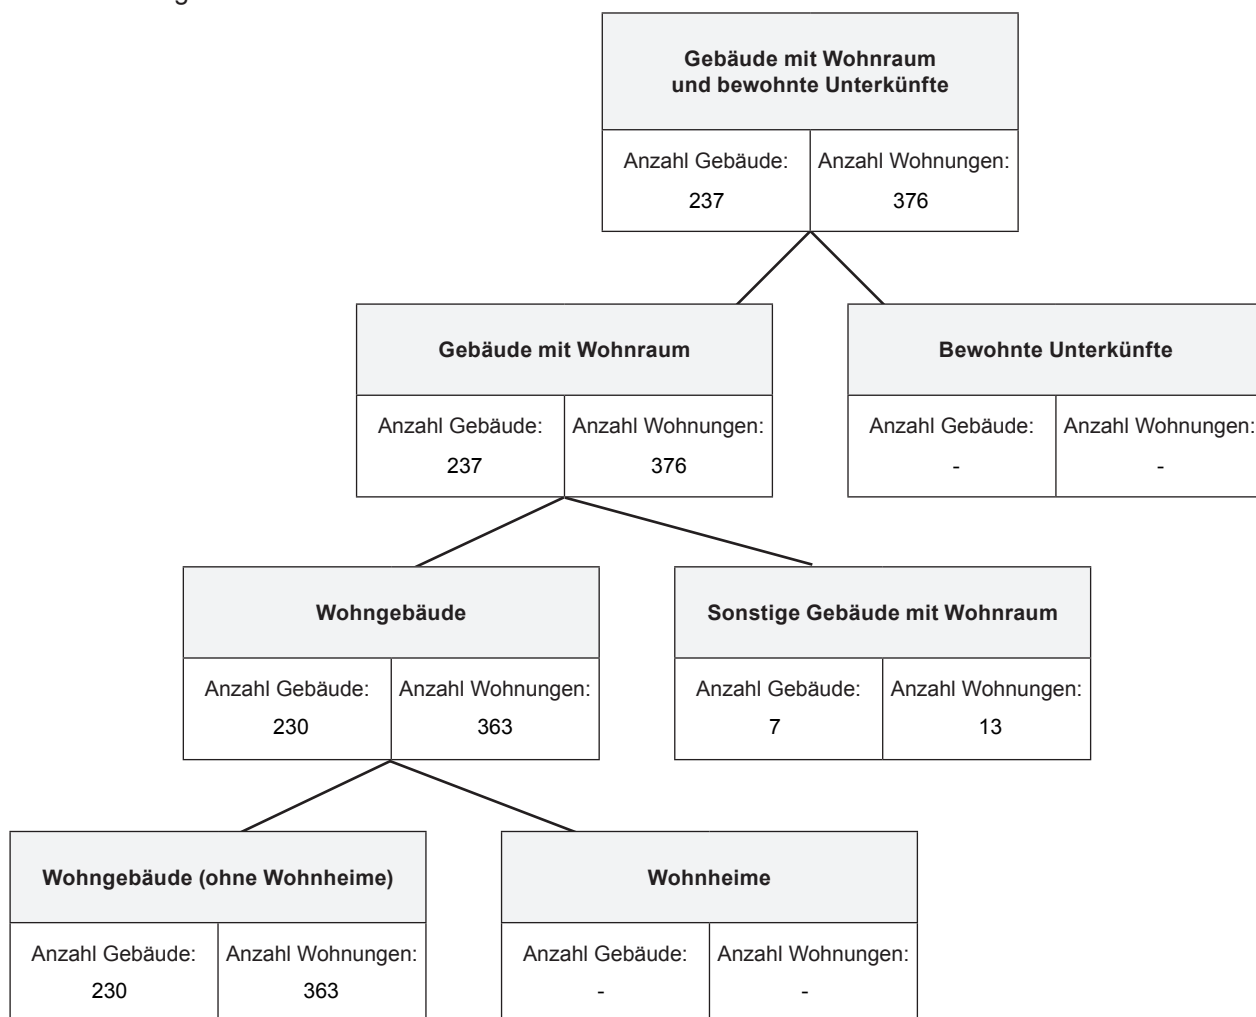 Gebäude mit Wohnraum
und bewohnte Unterkünfte
Anzahl Gebäude: Anzahl Wohnungen:
237 376
Gebäude mit Wohnraum
Anzahl Gebäude: Anzahl Wohnungen:
237 376
Bewohnte Unterkünfte
Anzahl Gebäude: Anzahl Wohnungen:
- -
Wohngebäude
Anzahl Gebäude: Anzahl Wohnungen:
230 363
Sonstige Gebäude mit Wohnraum
Anzahl Gebäude: Anzahl Wohnungen:
7 13
Wohngebäude (ohne Wohnheime)
Anzahl Gebäude: Anzahl Wohnungen:
230 363
Wohnheime
Anzahl Gebäude: Anzahl Wohnungen:
- -